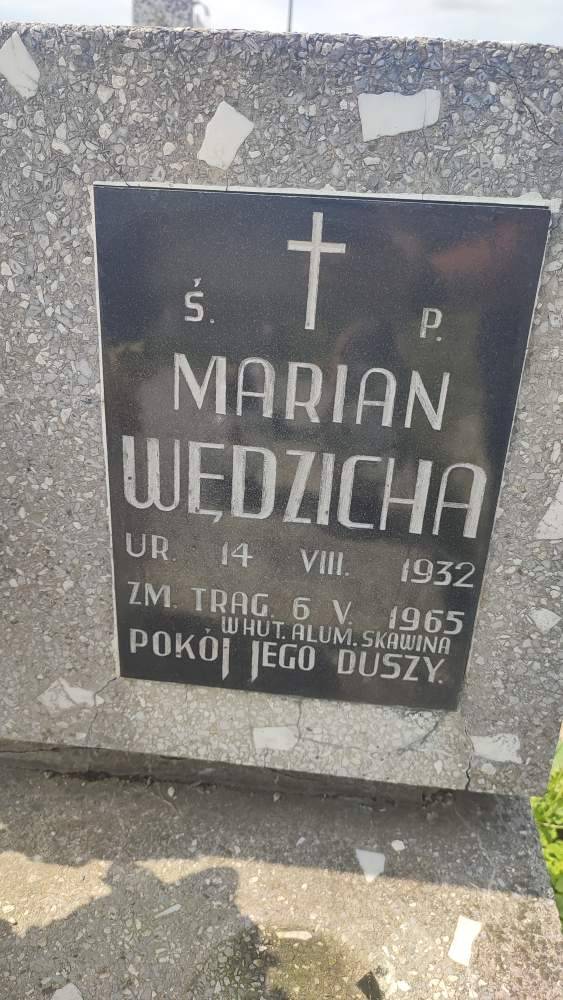 Ś. P.
MARIAN
WĘDZICHA
UR. 14 VIII. 1932
ZM. TRAG. 6 V. 1965
W HUT. ALUM. SKAWINA
POKÓJ JEGO DUSZY.